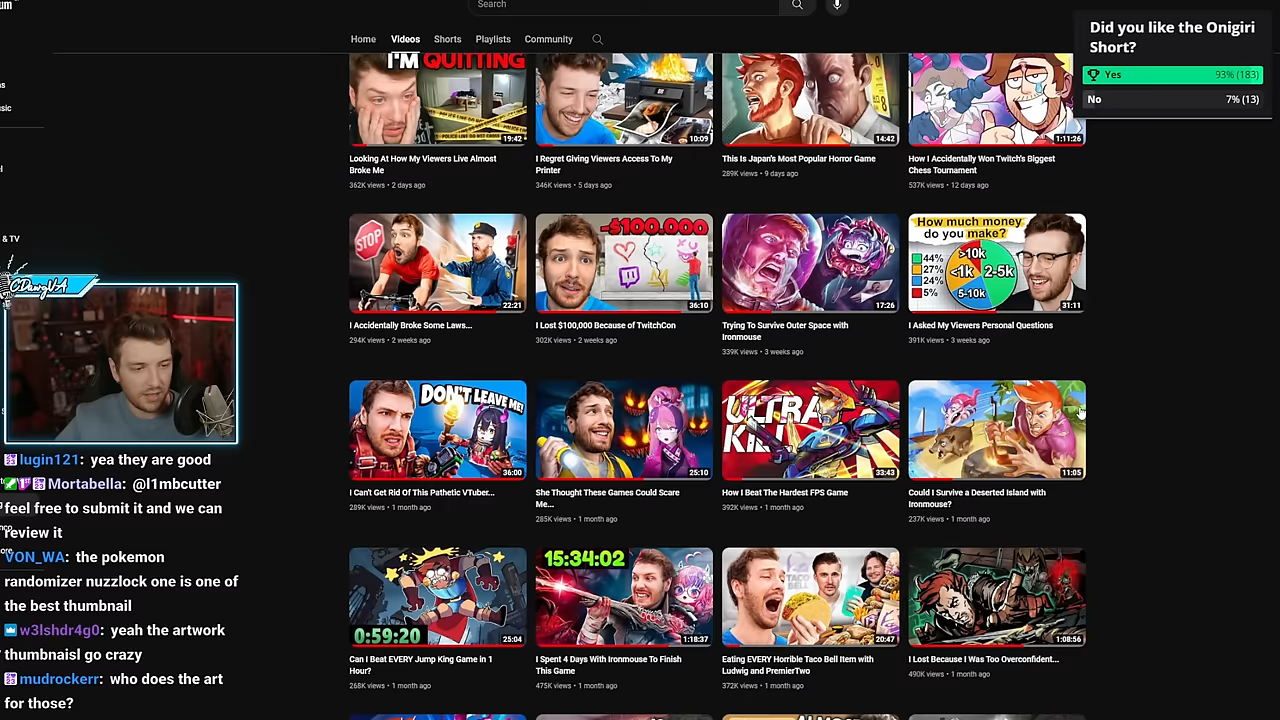 um
Search
Home Videos Shorts Playlists Community
Did you like the Onigiri
Short?
Yes 93% (183)
No 7% (13)
I'M QUITTING
POLICE LINE DO NOT CROSS
19:42
10:09
14:42
1:11:26
Looking At How My Viewers Live Almost
Broke Me
362K views • 2 days ago
I Regret Giving Viewers Access To My
Printer
346K views • 5 days ago
This Is Japan's Most Popular Horror Game
289K views • 9 days ago
How I Accidentally Won Twitch's Biggest
Chess Tournament
537K views • 12 days ago
& TV
STOP
22:21
-$100.000
36:10
17:26
How much money
do you make?
44%
27%
24%
5%
>10k
<1k
2-5k
5-10k
31:11
I Accidentally Broke Some Laws...
294K views • 2 weeks ago
I Lost $100,000 Because of TwitchCon
302K views • 2 weeks ago
Trying To Survive Outer Space with
Ironmouse
339K views • 3 weeks ago
I Asked My Viewers Personal Questions
391K views • 3 weeks ago
CDawgVA
DON'T LEAVE ME!
36:00
25:10
ULTRA
KILL
33:43
11:05
I Can't Get Rid Of This Pathetic VTuber...
289K views • 1 month ago
She Thought These Games Could Scare
Me...
285K views • 1 month ago
How I Beat The Hardest FPS Game
392K views • 1 month ago
Could I Survive a Deserted Island with
Ironmouse?
237K views • 1 month ago
0:59:20
25:04
15:34:02
1:18:37
TACO
BELL
20:47
1:08:56
Can I Beat EVERY Jump King Game in 1
Hour?
268K views • 1 month ago
I Spent 4 Days With Ironmouse To Finish
This Game
475K views • 1 month ago
Eating EVERY Horrible Taco Bell Item with
Ludwig and PremierTwo
372K views • 1 month ago
I Lost Because I Was Too Overconfident...
490K views • 1 month ago
lugin121: yea they are good
Mortabella: @l1mbcutter
feel free to submit it and we can
review it
YON_WA: the pokemon
randomizer nuzzlock one is one of
the best thumbnail
w3lshdr4g0: yeah the artwork
thumbnaisl go crazy
mudrockerr: who does the art
for those?